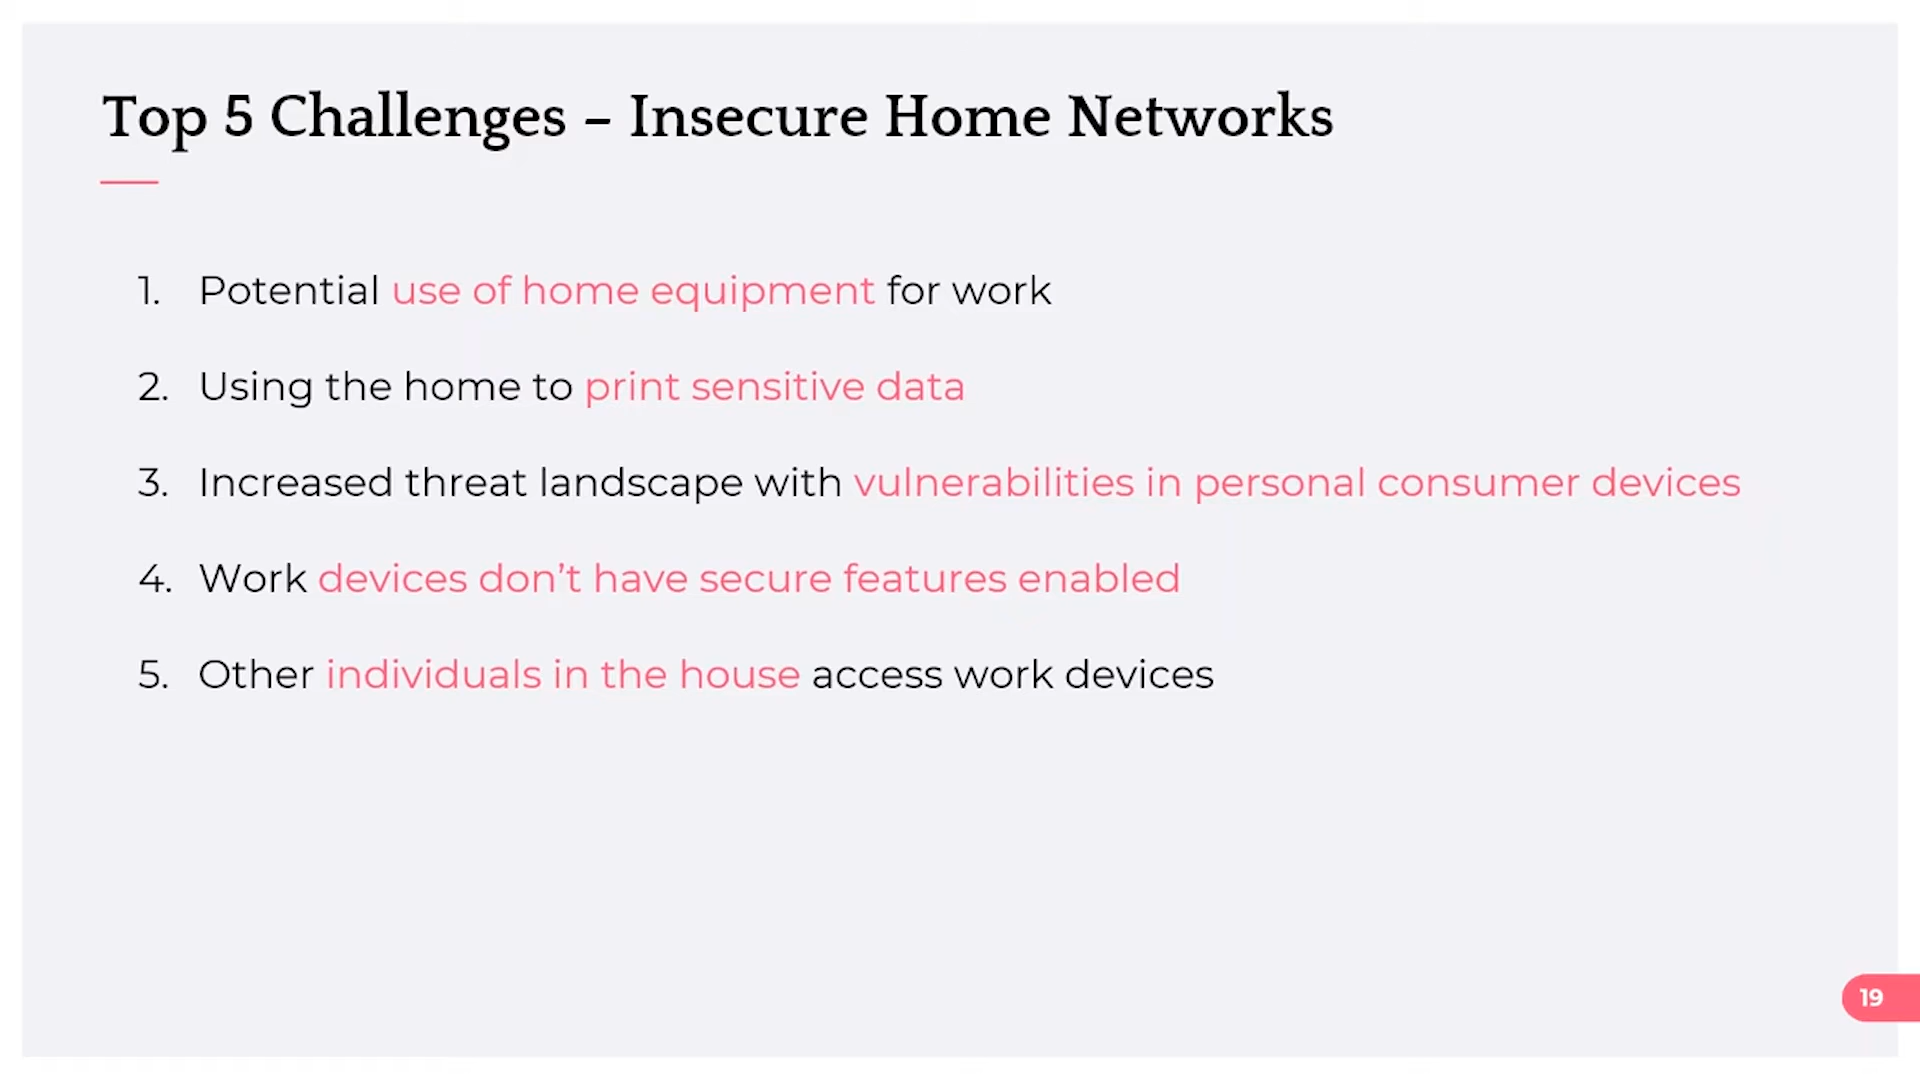 Top 5 Challenges – Insecure Home Networks
1. Potential use of home equipment for work
2. Using the home to print sensitive data
3. Increased threat landscape with vulnerabilities in personal consumer devices
4. Work devices don’t have secure features enabled
5. Other individuals in the house access work devices
19